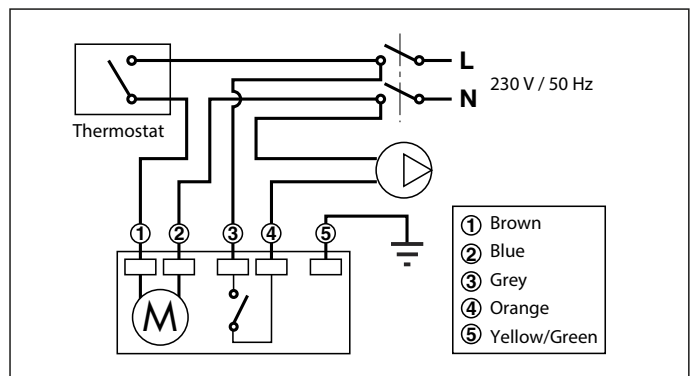 L
230 V / 50 Hz
N
Thermostat
1 2 3 4 5
M
1 Brown
2 Blue
3 Grey
4 Orange
5 Yellow/Green